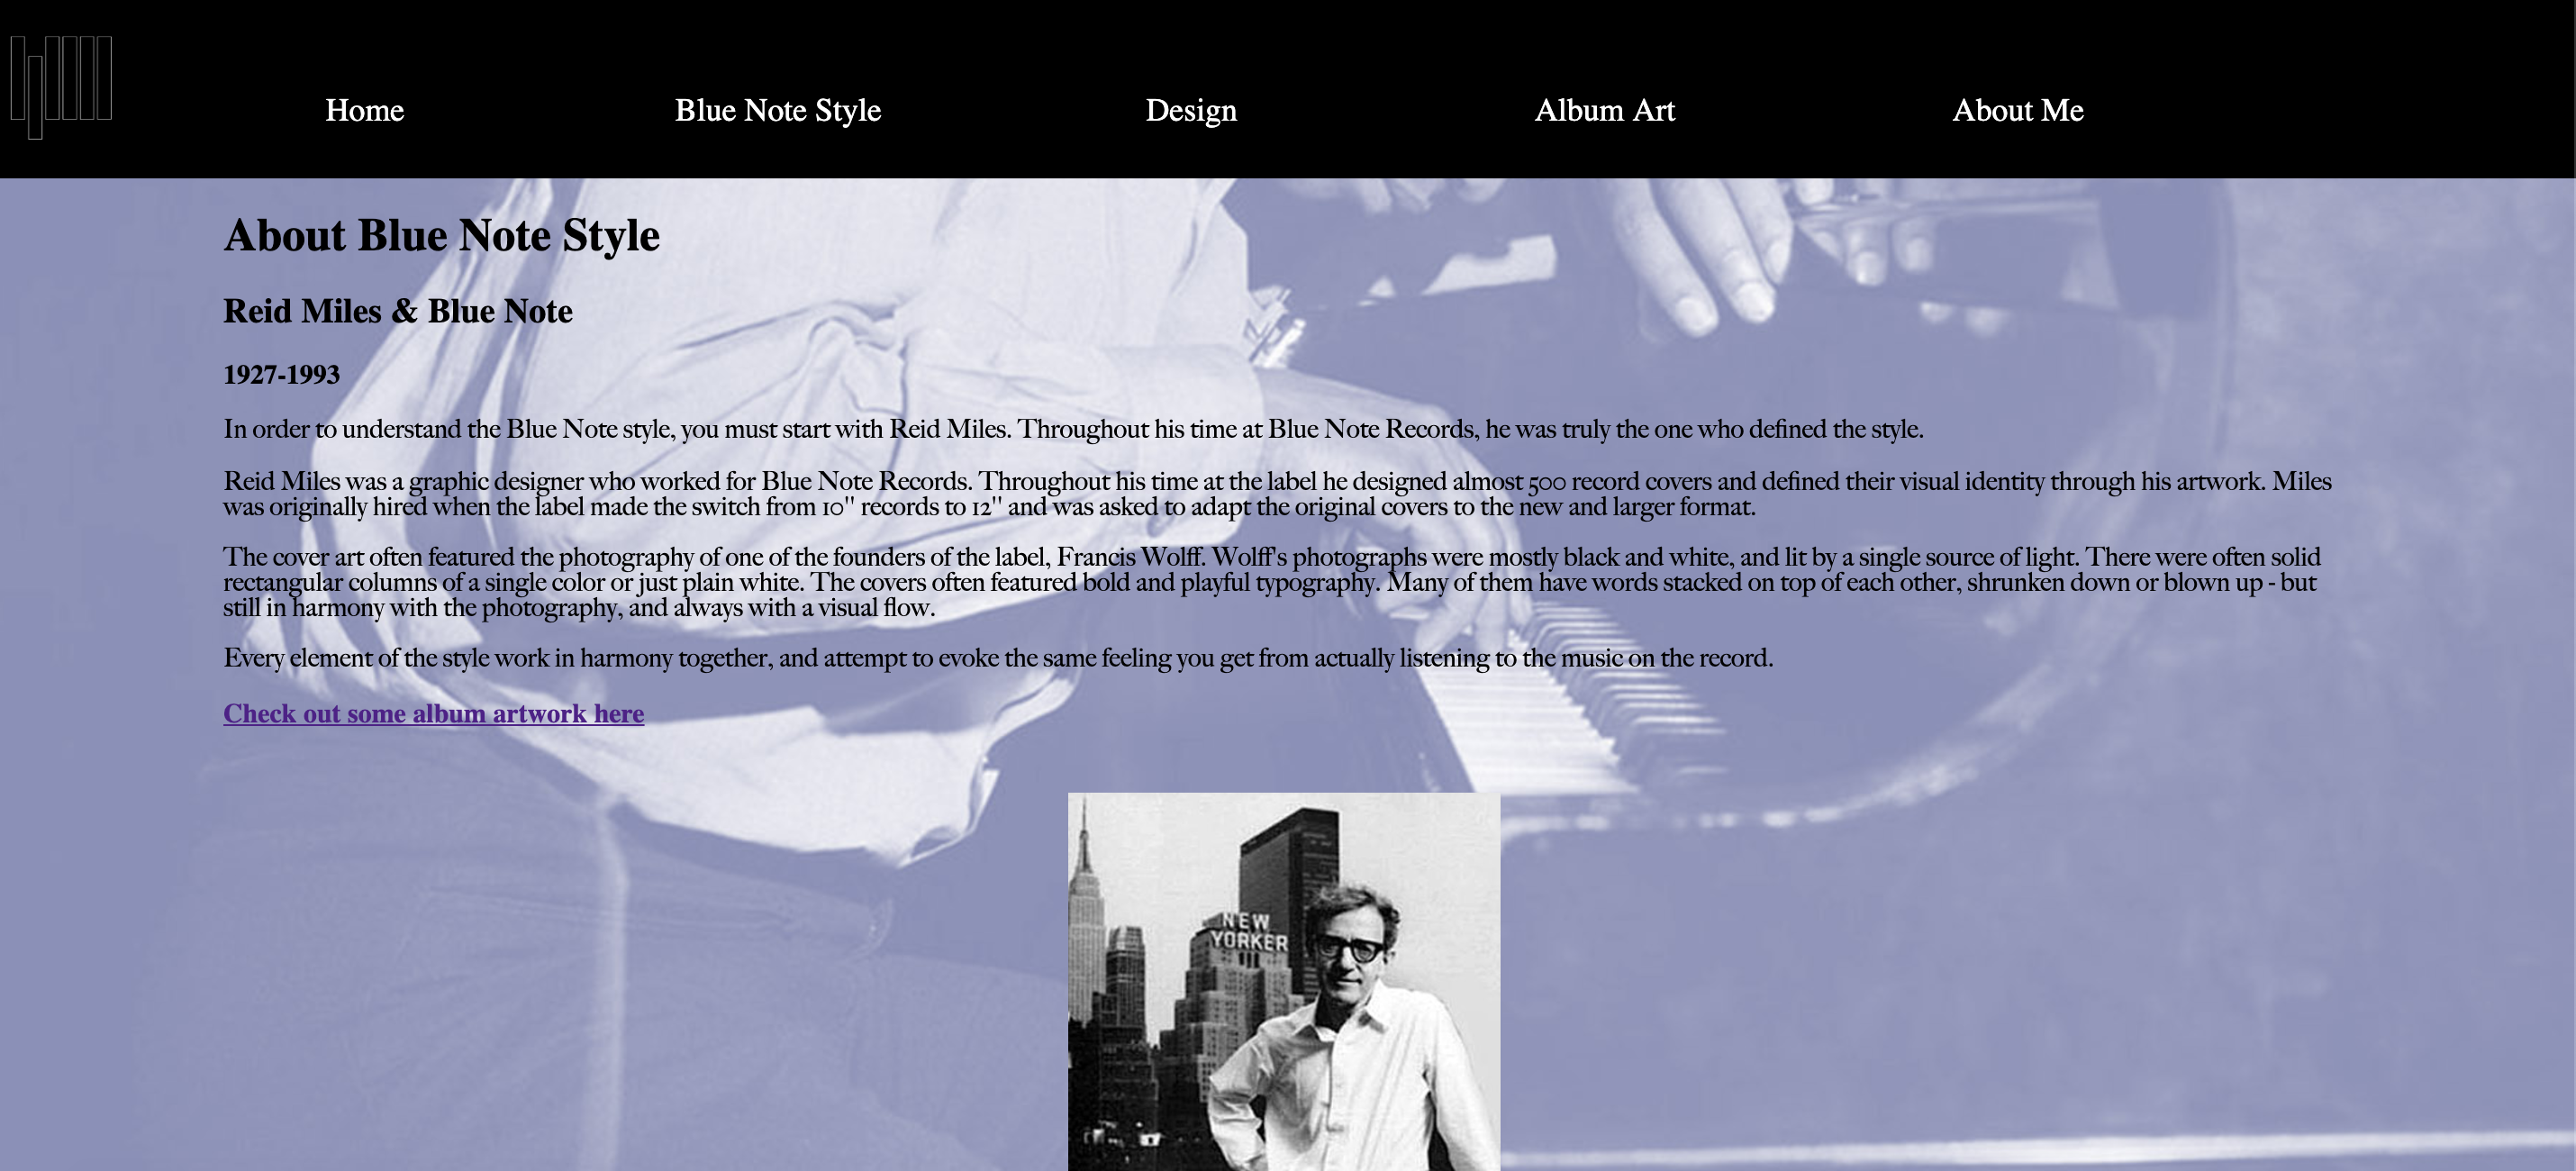 Home Blue Note Style Design Album Art About Me
About Blue Note Style
Reid Miles & Blue Note
1927-1993
In order to understand the Blue Note style, you must start with Reid Miles. Throughout his time at Blue Note Records, he was truly the one who defined the style.
Reid Miles was a graphic designer who worked for Blue Note Records. Throughout his time at the label he designed almost 500 record covers and defined their visual identity through his artwork. Miles
was originally hired when the label made the switch from 10" records to 12" and was asked to adapt the original covers to the new and larger format.
The cover art often featured the photography of one of the founders of the label, Francis Wolff. Wolff's photographs were mostly black and white, and lit by a single source of light. There were often solid
rectangular columns of a single color or just plain white. The covers often featured bold and playful typography. Many of them have words stacked on top of each other, shrunken down or blown up - but
still in harmony with the photography, and always with a visual flow.
Every element of the style work in harmony together, and attempt to evoke the same feeling you get from actually listening to the music on the record.
Check out some album artwork here
NEW
YORKER